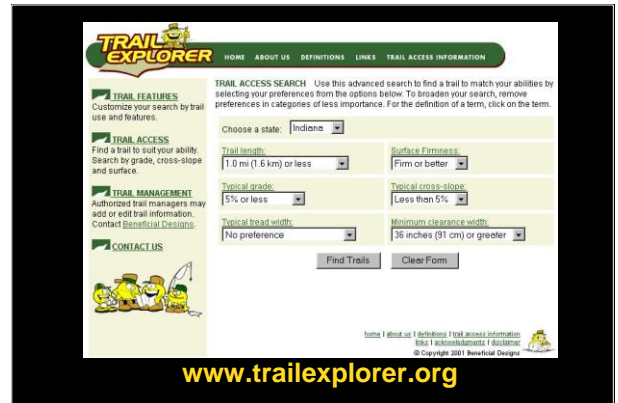 TRAIL
EXPLORER
HOME ABOUT US DEFINITIONS LINKS TRAIL ACCESS INFORMATION
TRAIL FEATURES
Customize your search by trail
use and features.
TRAIL ACCESS
Find a trail to suit your ability.
Search by grade, cross-slope
and surface.
TRAIL MANAGEMENT
Authorized trail managers may
add or edit trail information.
Contact Beneficial Designs.
CONTACT US
TRAIL ACCESS SEARCH Use this advanced search to find a trail to match your abilities by
selecting your preferences from the options below. To broaden your search, remove
preferences in categories of less importance. For the definition of a term, click on the term.
Choose a state: Indiana
Trail length: Surface Firmness:
1.0 mi (1.6 km) or less Firm or better
Typical grade: Typical cross-slope:
5% or less Less than 5%
Typical tread width: Minimum clearance width:
No preference 36 inches (91 cm) or greater
Find Trails Clear Form
home | about us | definitions | trail access information
links | acknowledgments | disclaimer
© Copyright 2001 Beneficial Designs
www.trailexplorer.org